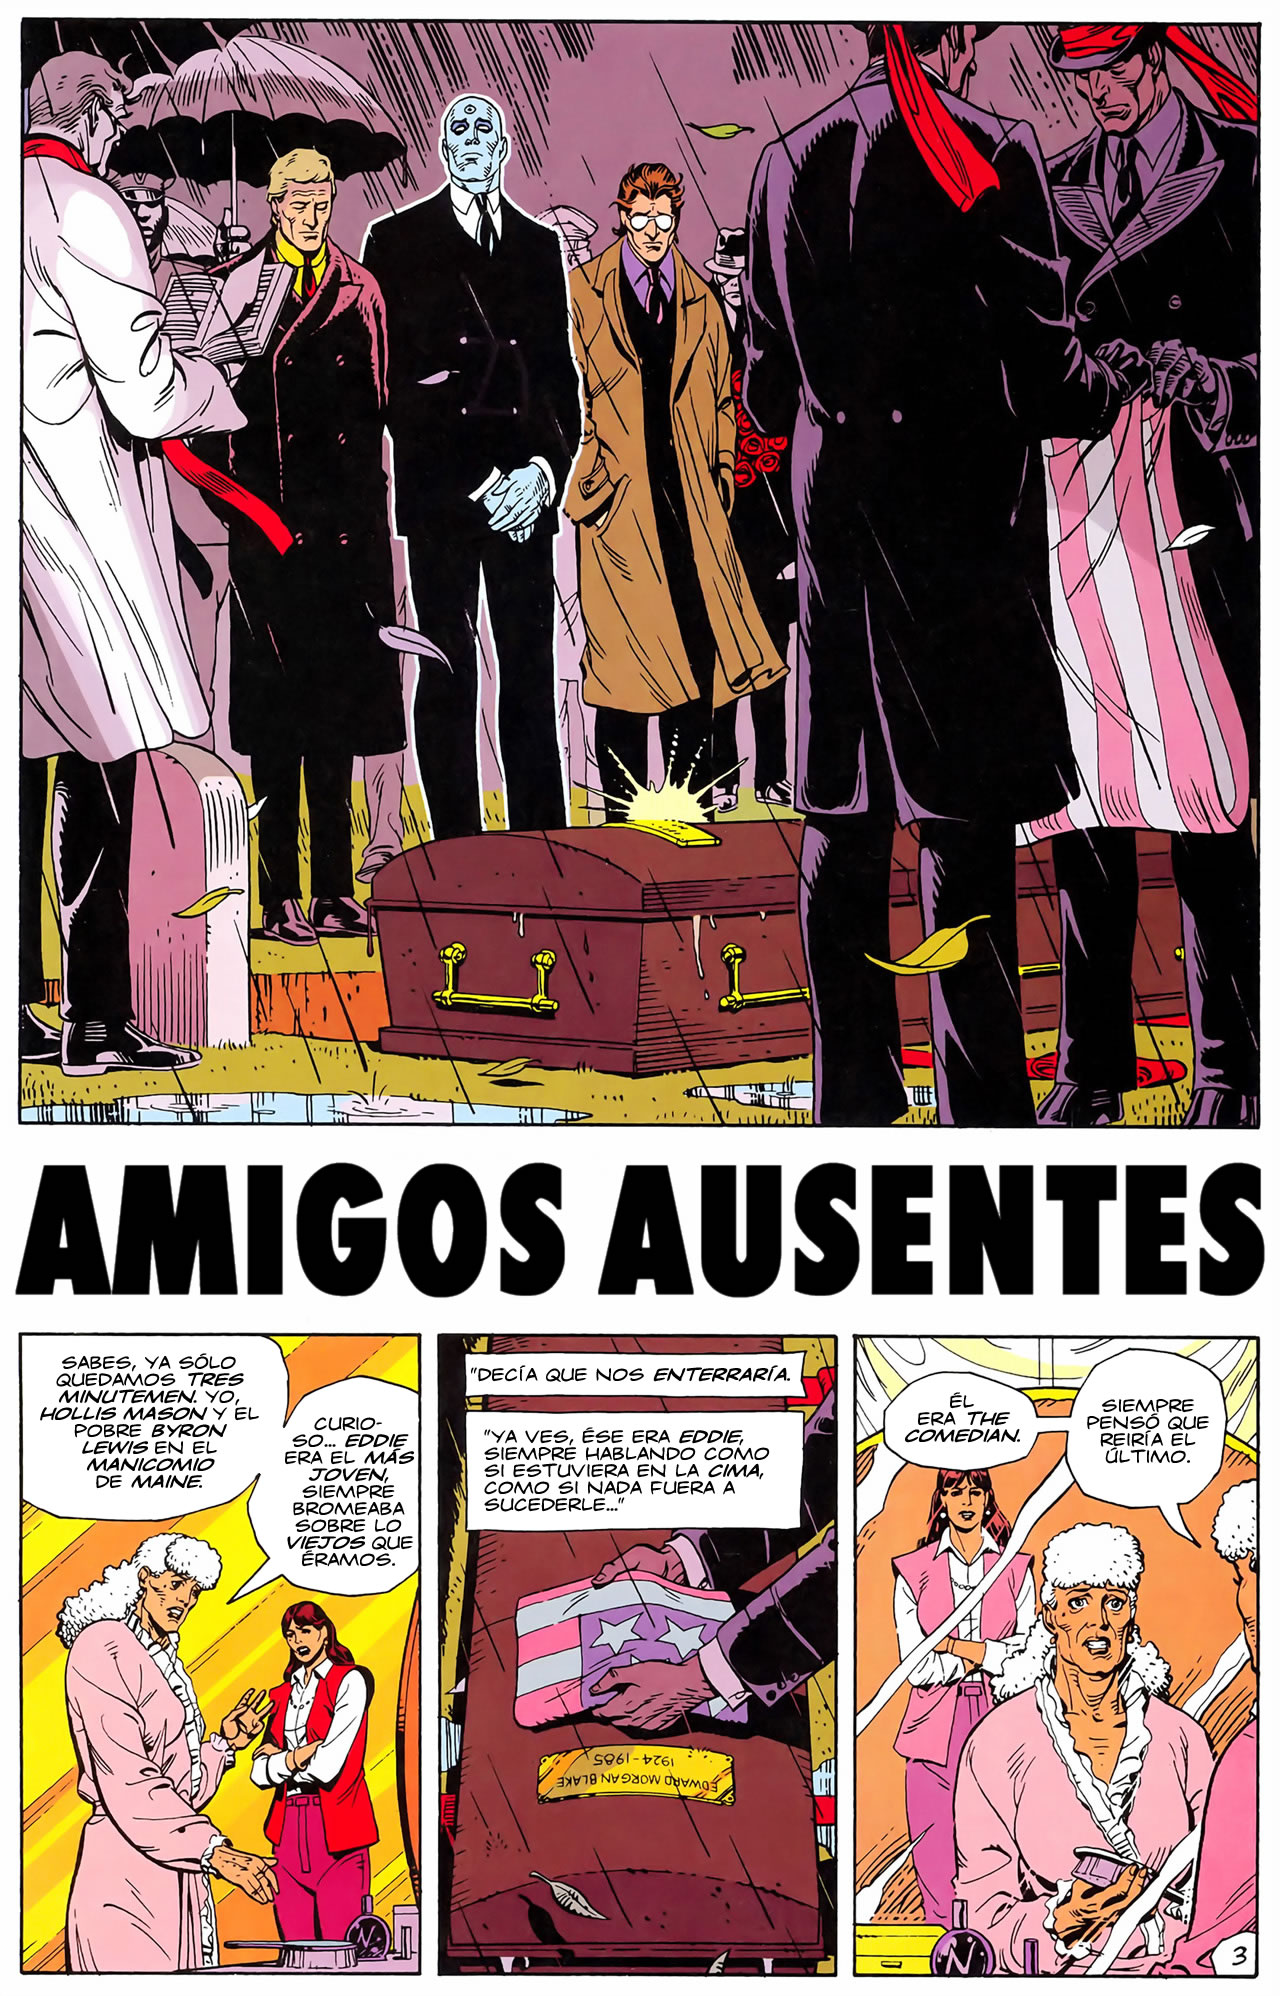 AMIGOS AUSENTES
SABES, YA SÓLO
QUEDAMOS TRES
MINUTEMEN. YO,
HOLLIS MASON Y EL
POBRE BYRON
LEWIS EN EL
MANICOMIO
DE MAINE.
CURIO-
SO... EDDIE
ERA EL MÁS
JOVEN,
SIEMPRE
BROMEABA
SOBRE LO
VIEJOS QUE
ÉRAMOS.
"DECÍA QUE NOS ENTERRARÍA.
"YA VES, ÉSE ERA EDDIE,
SIEMPRE HABLANDO COMO
SI ESTUVIERA EN LA CIMA,
COMO SI NADA FUERA A
SUCEDERLE..."
EDWARD MORGAN BLAKE
1924-1985
ÉL
ERA THE
COMEDIAN.
SIEMPRE
PENSÓ QUE
REIRÍA EL
ÚLTIMO.
N
N
3